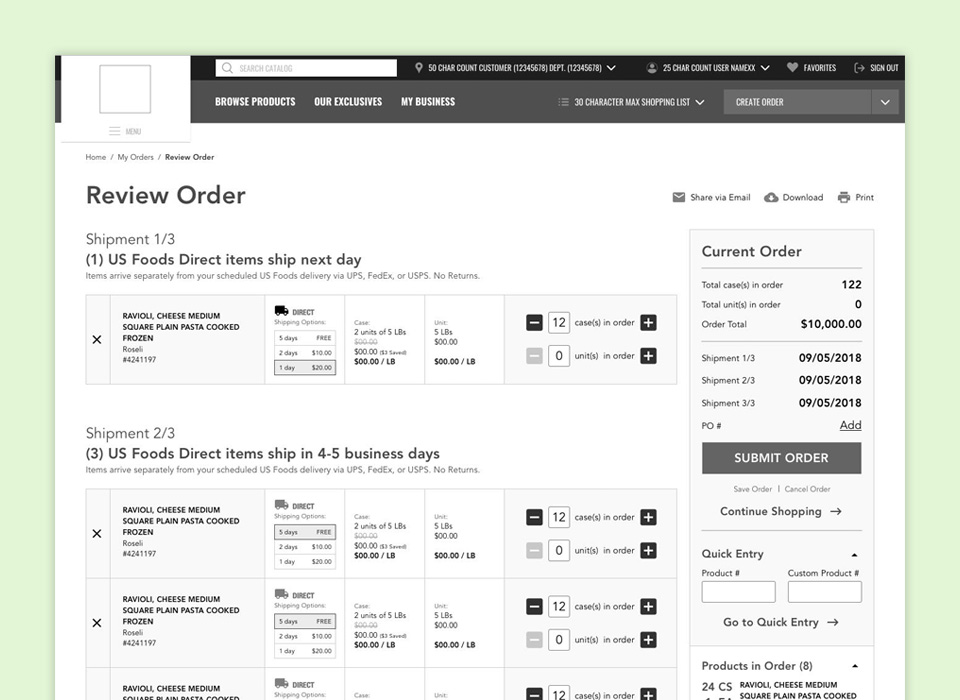 SEARCH CATALOG
50 CHAR COUNT CUSTOMER (12345678) DEPT. (12345678)
25 CHAR COUNT USER NAMEXX
FAVORITES
SIGN OUT
MENU
BROWSE PRODUCTS
OUR EXCLUSIVES
MY BUSINESS
30 CHARACTER MAX SHOPPING LIST
CREATE ORDER
Home / My Orders / Review Order
Review Order
Share via Email
Download
Print
Shipment 1/3
(1) US Foods Direct items ship next day
Items arrive separately from your scheduled US Foods delivery via UPS, FedEx, or USPS. No Returns.
RAVIOLI, CHEESE MEDIUM
SQUARE PLAIN PASTA COOKED
FROZEN
Roseli
#4241197
DIRECT
Shipping Options:
5 days FREE
2 days $10.00
1 day $20.00
Case:
2 units of 5 LBs
$00.00
$00.00 ($3 Saved)
$00.00 / LB
Unit:
5 LBs
$00.00
$00.00 / LB
12 case(s) in order
0 unit(s) in order
Shipment 2/3
(3) US Foods Direct items ship in 4-5 business days
Items arrive separately from your scheduled US Foods delivery via UPS, FedEx, or USPS. No Returns.
RAVIOLI, CHEESE MEDIUM
SQUARE PLAIN PASTA COOKED
FROZEN
Roseli
#4241197
DIRECT
Shipping Options:
5 days FREE
2 days $10.00
1 day $20.00
Case:
2 units of 5 LBs
$00.00
$00.00 ($3 Saved)
$00.00 / LB
Unit:
5 LBs
$00.00
$00.00 / LB
12 case(s) in order
0 unit(s) in order
RAVIOLI, CHEESE MEDIUM
SQUARE PLAIN PASTA COOKED
FROZEN
Roseli
#4241197
DIRECT
Shipping Options:
5 days FREE
2 days $10.00
1 day $20.00
Case:
2 units of 5 LBs
$00.00
$00.00 ($3 Saved)
$00.00 / LB
Unit:
5 LBs
$00.00
$00.00 / LB
12 case(s) in order
0 unit(s) in order
RAVIOLI, CHEESE MEDIUM
SQUARE PLAIN PASTA COOKED
DIRECT
Shipping Options:
Case:
Unit:
5 LBs
12 case(s) in order
Current Order
Total case(s) in order 122
Total unit(s) in order 0
Order Total $10,000.00
Shipment 1/3 09/05/2018
Shipment 2/3 09/05/2018
Shipment 3/3 09/05/2018
PO # Add
SUBMIT ORDER
Save Order | Cancel Order
Continue Shopping
Quick Entry
Product #
Custom Product #
Go to Quick Entry
Products in Order (8)
24 CS
RAVIOLI, CHEESE MEDIUM
SQUARE PLAIN PASTA COOKED